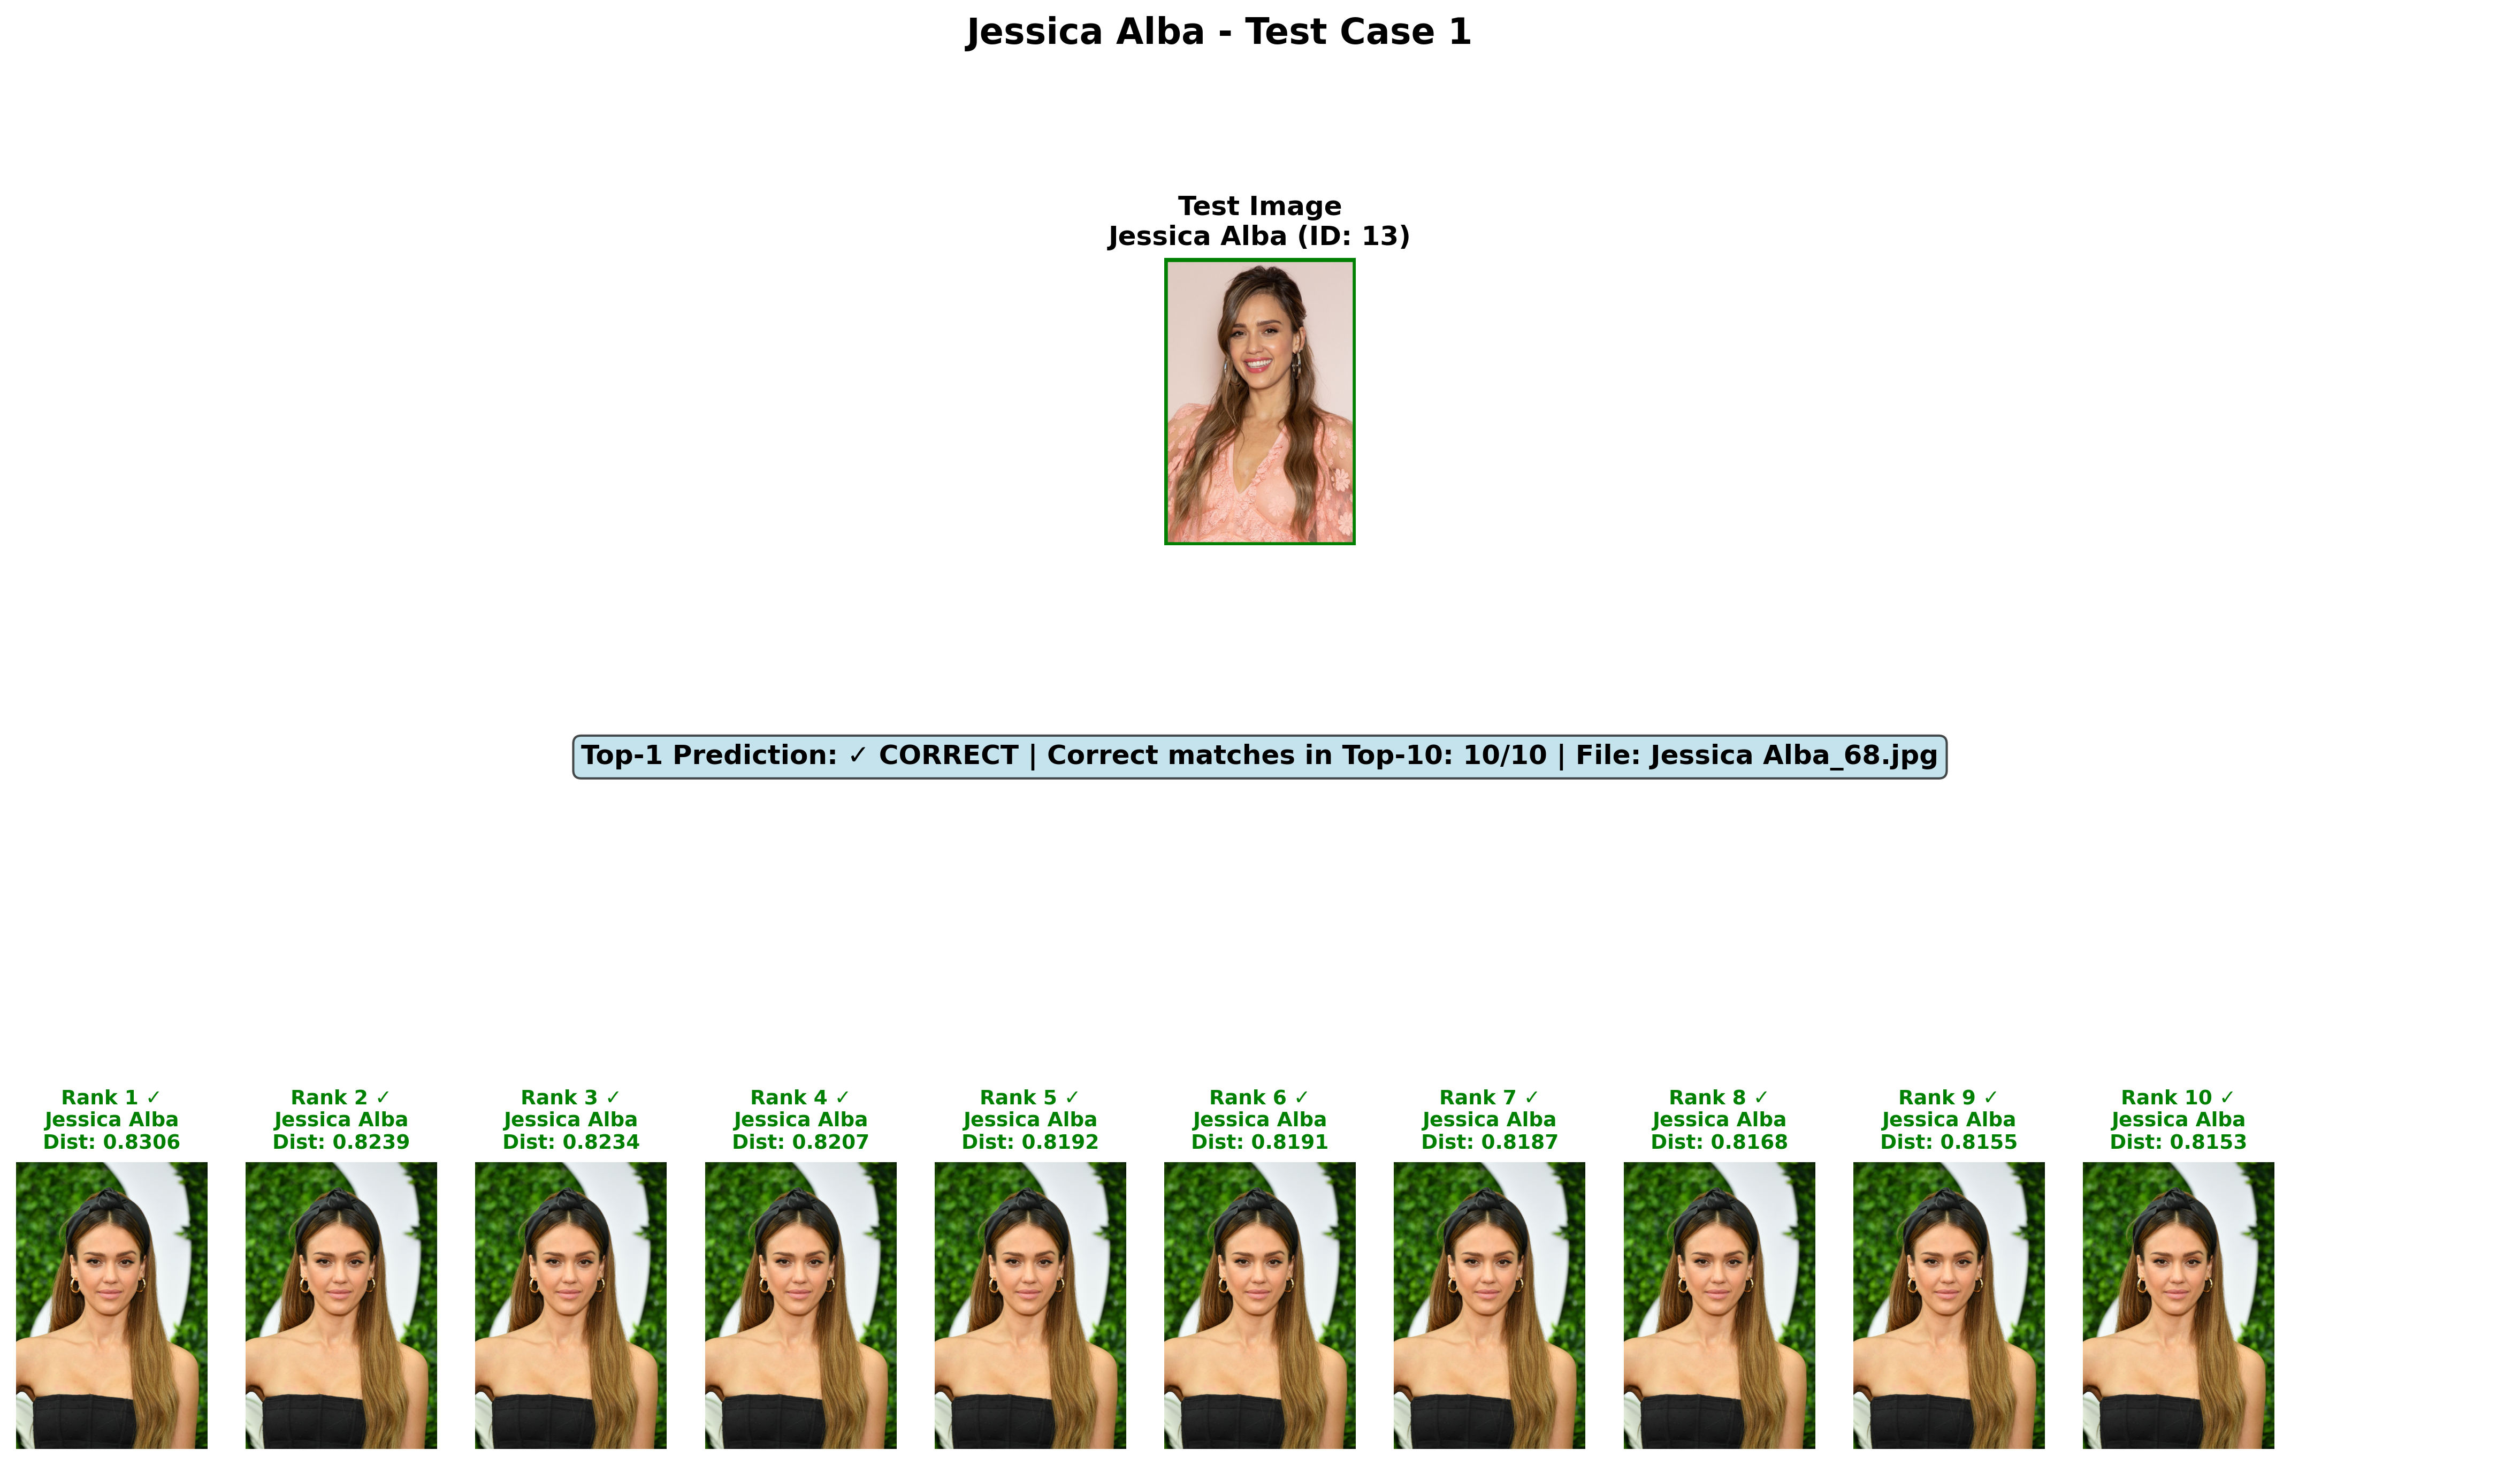 Jessica Alba - Test Case 1
Test Image
Jessica Alba (ID: 13)
Top-1 Prediction: ✓ CORRECT | Correct matches in Top-10: 10/10 | File: Jessica Alba_68.jpg
Rank 1 ✓
Jessica Alba
Dist: 0.8306
Rank 2 ✓
Jessica Alba
Dist: 0.8239
Rank 3 ✓
Jessica Alba
Dist: 0.8234
Rank 4 ✓
Jessica Alba
Dist: 0.8207
Rank 5 ✓
Jessica Alba
Dist: 0.8192
Rank 6 ✓
Jessica Alba
Dist: 0.8191
Rank 7 ✓
Jessica Alba
Dist: 0.8187
Rank 8 ✓
Jessica Alba
Dist: 0.8168
Rank 9 ✓
Jessica Alba
Dist: 0.8155
Rank 10 ✓
Jessica Alba
Dist: 0.8153